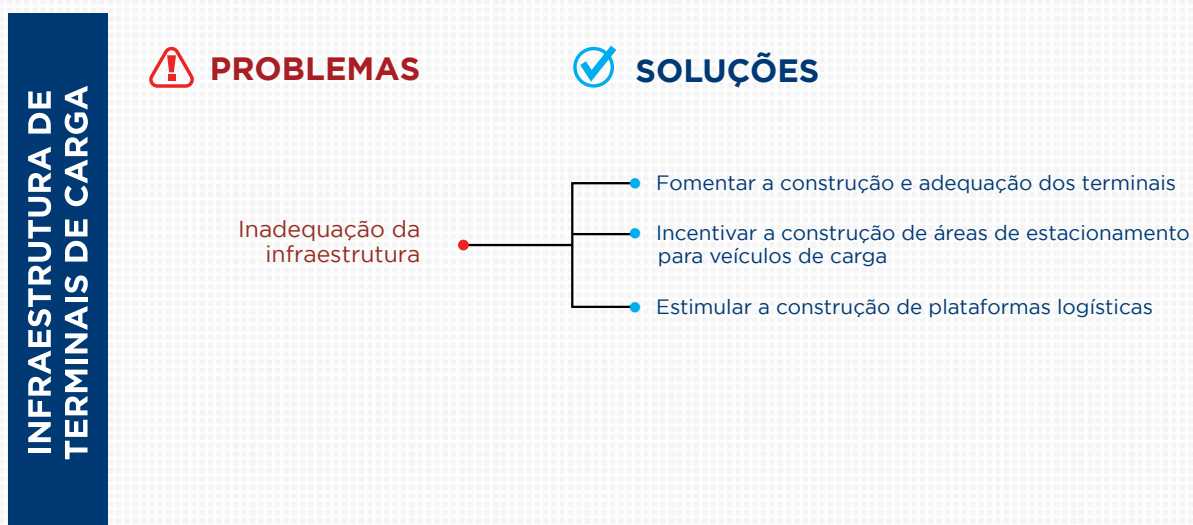 INFRAESTRUTURA DE
TERMINAIS DE CARGA
PROBLEMAS
SOLUÇÕES
Inadequação da
infraestrutura
Fomentar a construção e adequação dos terminais
Incentivar a construção de áreas de estacionamento
para veículos de carga
Estimular a construção de plataformas logísticas